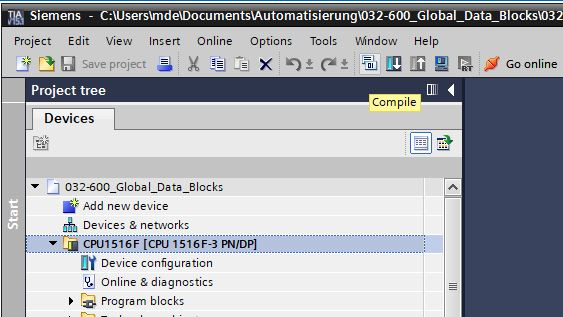 Siemens - C:\Users\mde\Documents\Automatisierung\032-600_Global_Data_Blocks\032
Project Edit View Insert Online Options Tools Window Help
Save project Go online
Project tree
Compile
Devices
032-600_Global_Data_Blocks
Add new device
Devices & networks
CPU1516F [CPU 1516F-3 PN/DP]
Device configuration
Online & diagnostics
Program blocks
Start